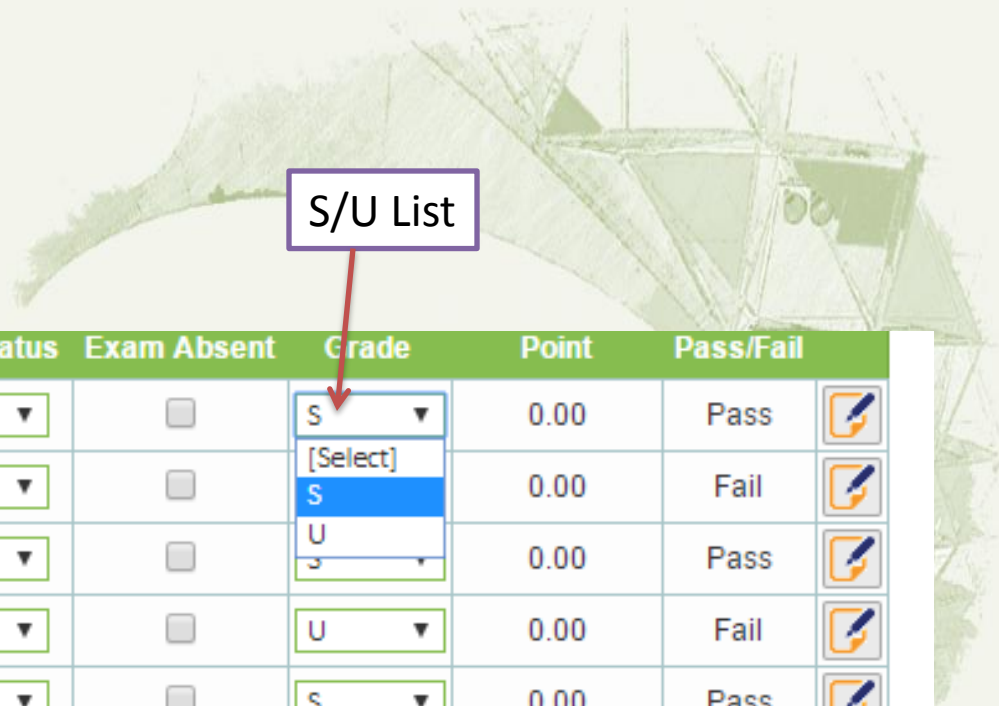 S/U List
atus Exam Absent Grade Point Pass/Fail
S 0.00 Pass
[Select]
S 0.00 Fail
U
S 0.00 Pass
U 0.00 Fail
S 0.00 Pass